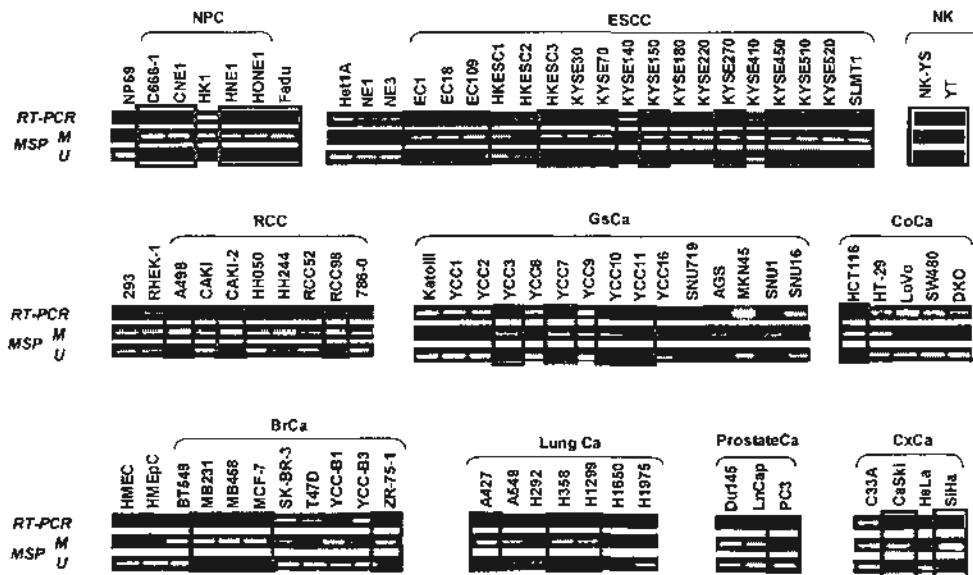 NPC ESCC NK
NP69 C666-1 CNE1 HK1 HNE1 HONE1 Fadu Het1A NE1 NE3 EC1 EC18 EC109 HKESC1 HKESC2 HKESC3 KYSE30 KYSE70 KYSE140 KYSE150 KYSE180 KYSE220 KYSE270 KYSE410 KYSE450 KYSE510 KYSE520 SLMT1 NK-YS YT
RT-PCR
MSP M
U
RCC GsCa CoCa
293 RHEK-1 A498 CAKI CAKI-2 HH050 HH244 RCC52 RCC98 786-0 KatoIII YCC1 YCC2 YCC3 YCC6 YCC7 YCC9 YCC10 YCC11 YCC16 SNU719 AGS MKN45 SNU1 SNU16 HCT116 HT-29 LoVo SW480 DKO
RT-PCR
MSP M
U
BrCa Lung Ca ProstateCa CxCa
HMEC HMEpC BT549 MB231 MB468 MCF-7 SK-BR-3 T47D YCC-B1 YCC-B3 ZR-75-1 A427 A549 H292 H358 H1299 H1650 H1975 Du145 LnCap PC3 C33A CaSki HeLa SiHa
RT-PCR
MSP M
U